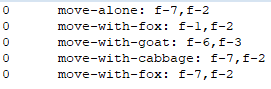 0 move-alone: f-7,f-2
0 move-with-fox: f-1,f-2
0 move-with-goat: f-6,f-3
0 move-with-cabbage: f-7,f-2
0 move-with-fox: f-7,f-2